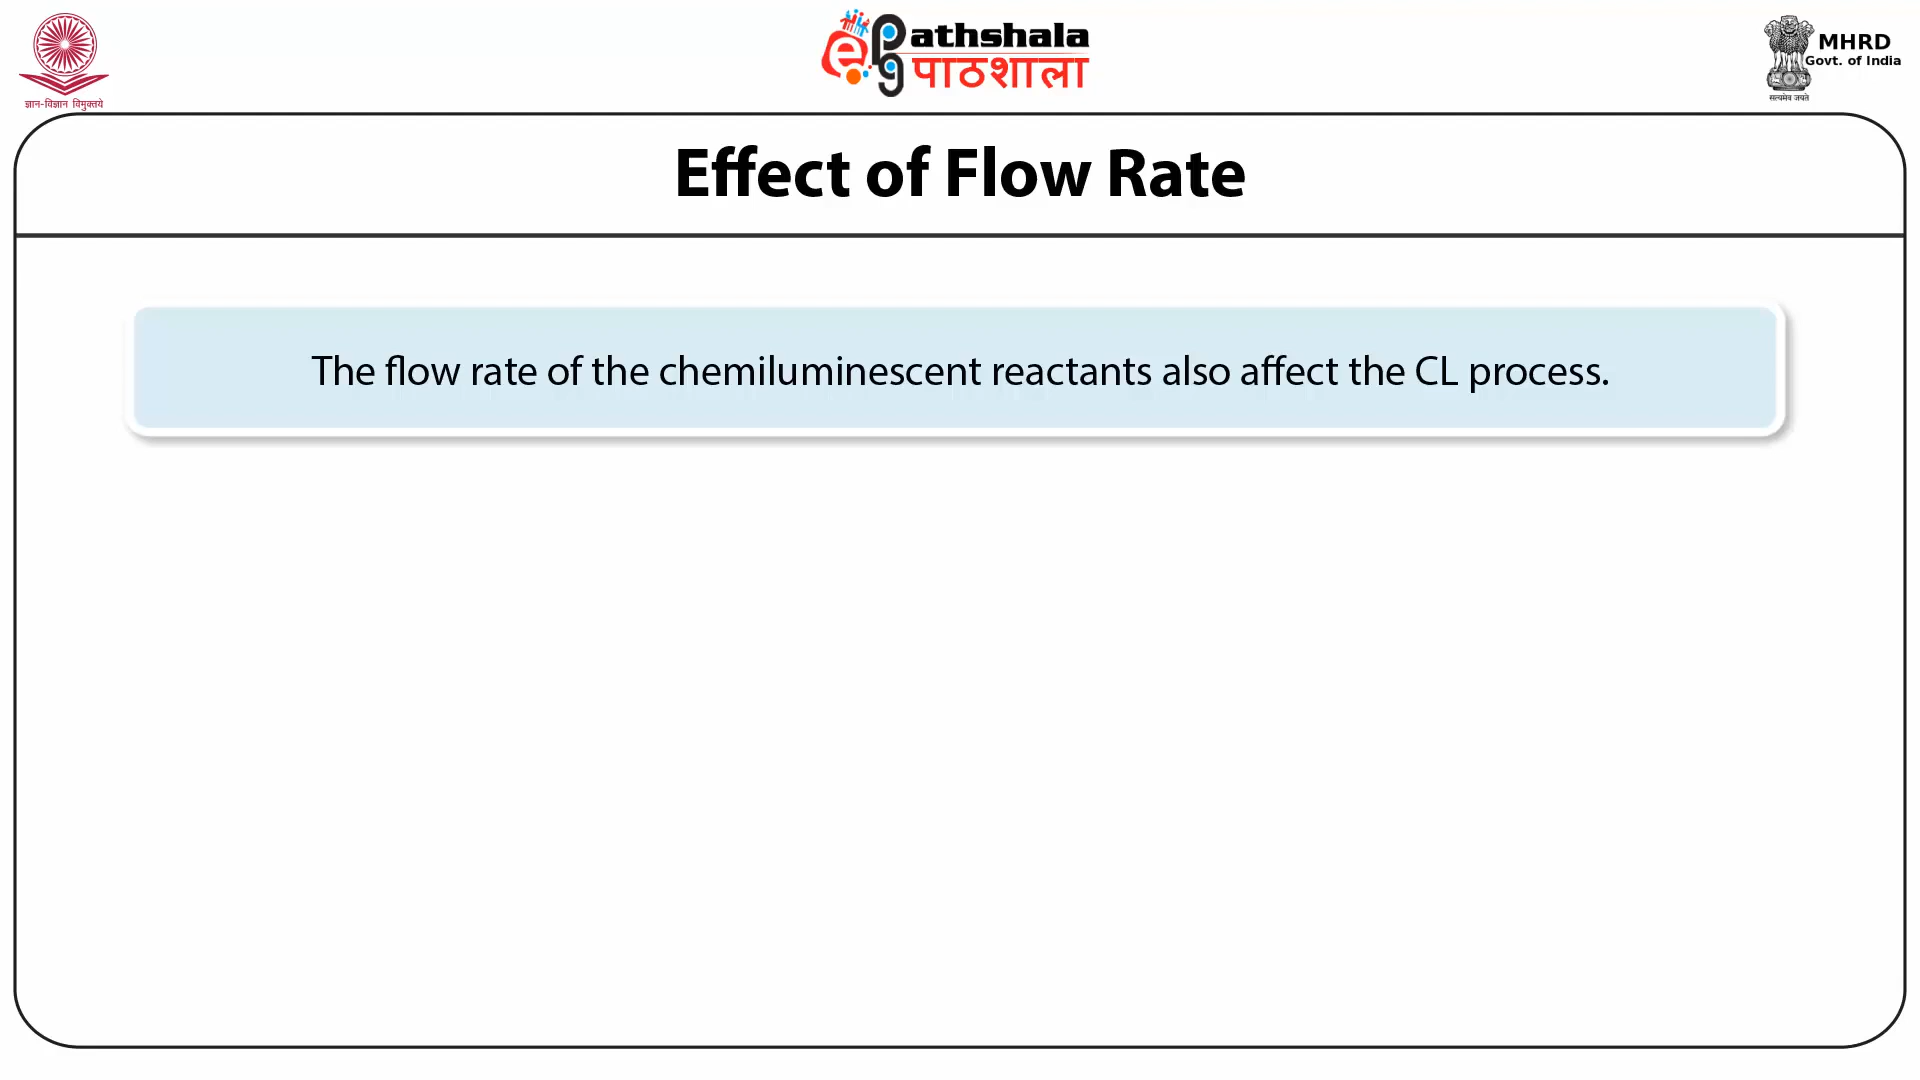 ज्ञान-विज्ञान विमुक्तये
ePGathshala
पाठशाला
MHRD
Govt. of India
सत्यमेव जयते
Effect of Flow Rate
The flow rate of the chemiluminescent reactants also affect the CL process.